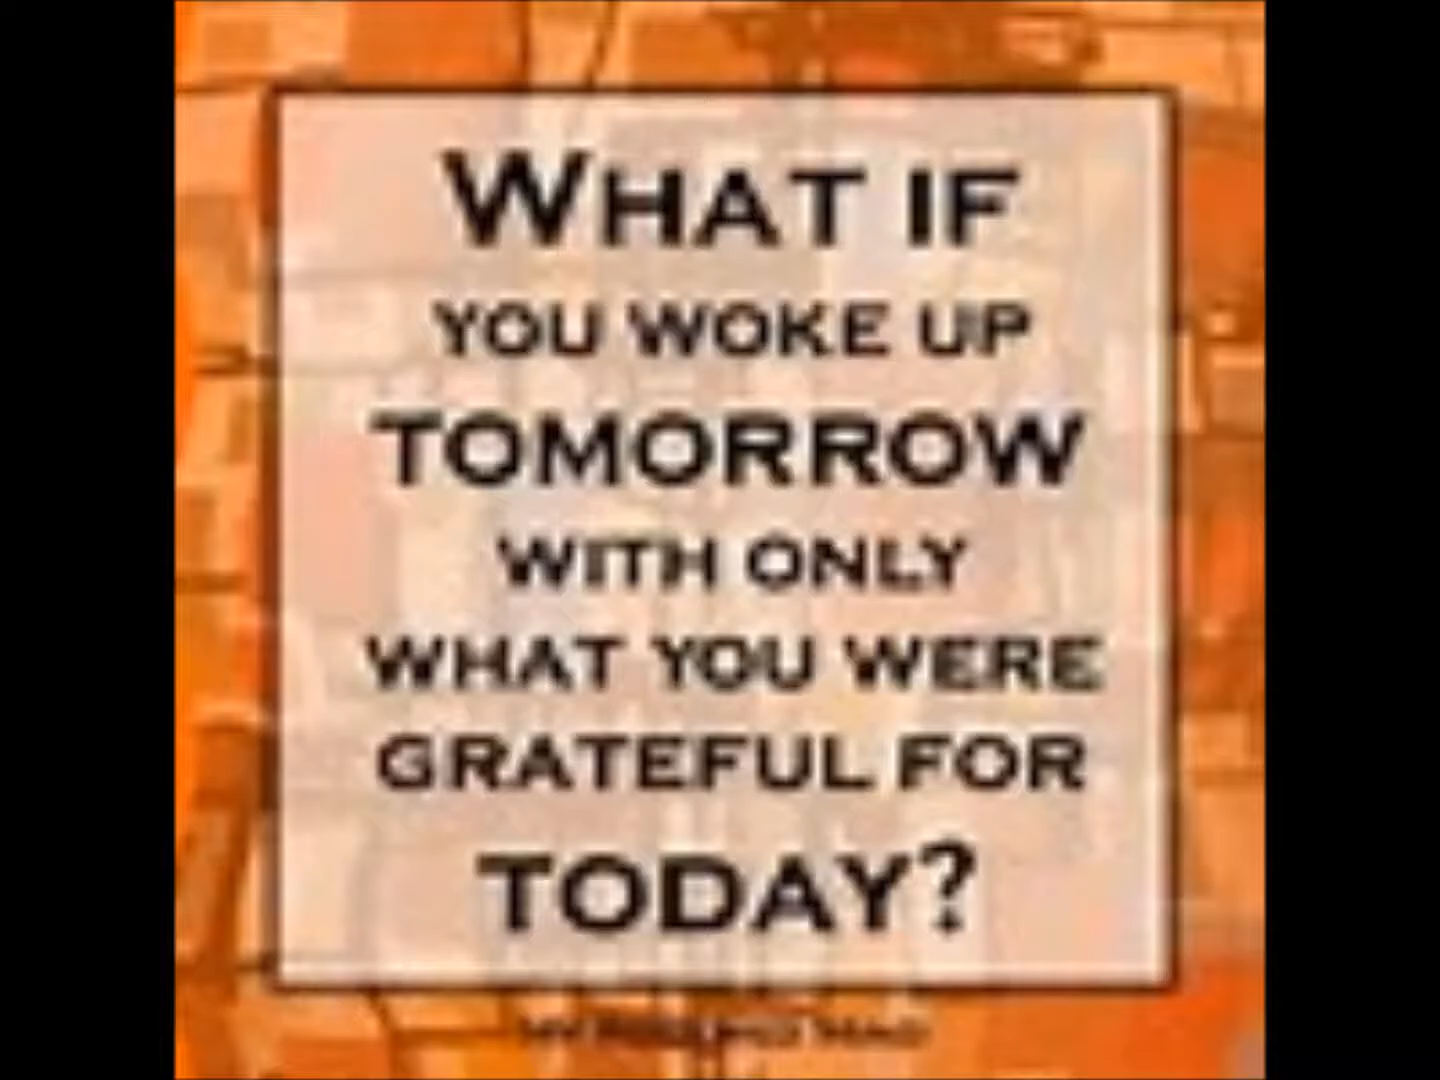 WHAT IF
YOU WOKE UP
TOMORROW
WITH ONLY
WHAT YOU WERE
GRATEFUL FOR
TODAY?